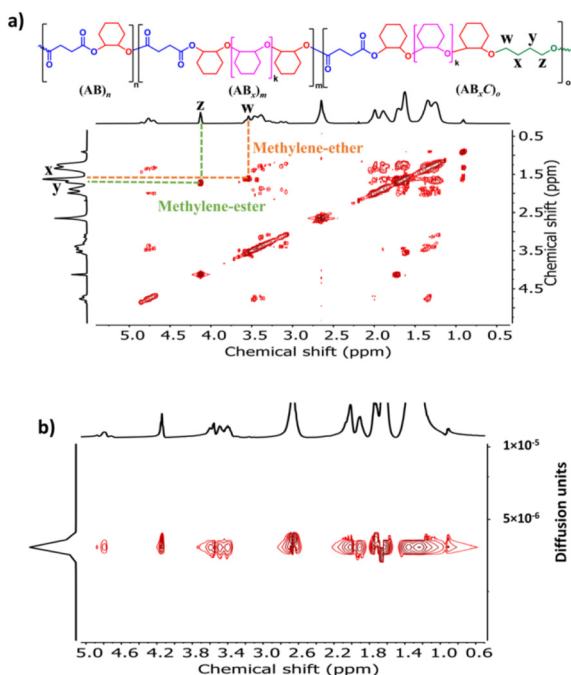 a)
O
O
O
O
n
O
O
O
O
O
k
O
m
O
O
O
O
O
k
O
w
x
y
z
O
o
(AB)n
(ABx)m
(ABxC)o
z
w
x
y
Methylene-ether
Methylene-ester
0.5
1.5
2.5
3.5
4.5
Chemical shift (ppm)
5.0 4.5 4.0 3.5 3.0 2.5 2.0 1.5 1.0 0.5
Chemical shift (ppm)
b)
1×10⁻⁵
5×10⁻⁶
Diffusion units
5.0 4.8 4.2 3.8 3.4 3.0 2.6 2.2 1.8 1.4 1.0 0.6
Chemical shift (ppm)